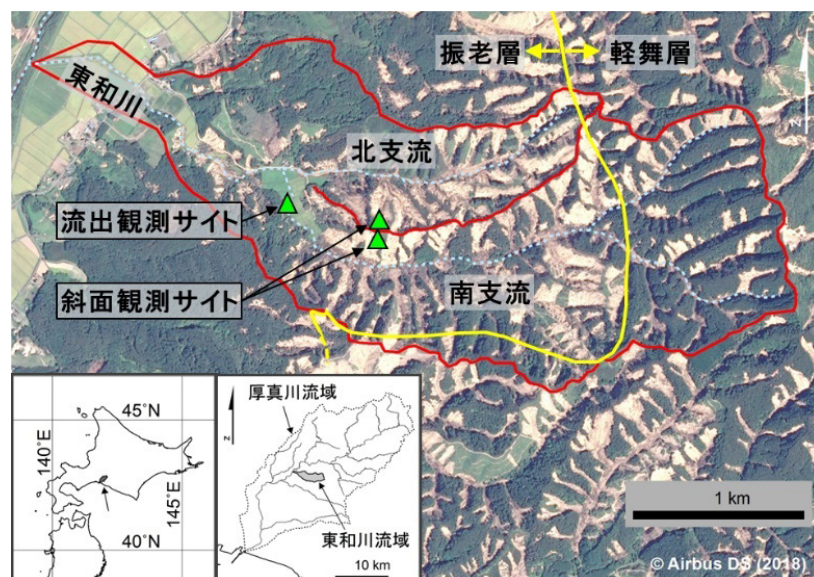 振老層
軽舞層
東和川
北支流
流出観測サイト
斜面観測サイト
南支流
N
45°N
140°E
145°E
40°N
厚真川流域
N
東和川流域
10 km
1 km
© Airbus DS (2018)